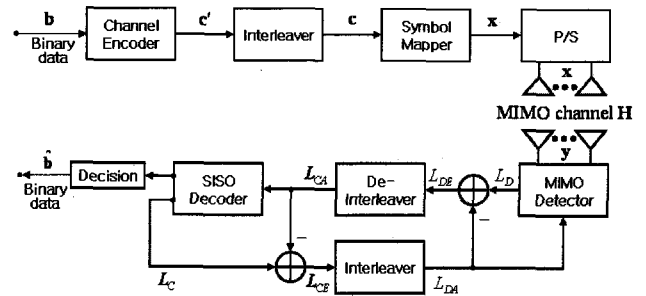 b
Binary
data
Channel
Encoder
c'
Interleaver
c
Symbol
Mapper
x
P/S
x
MIMO channel H
y
b̂
Binary
data
Decision
SISO
Decoder
L_CA
De-
Interleaver
L_DE
L_D
MIMO
Detector
−
−
L_C
L_CE
Interleaver
L_DA